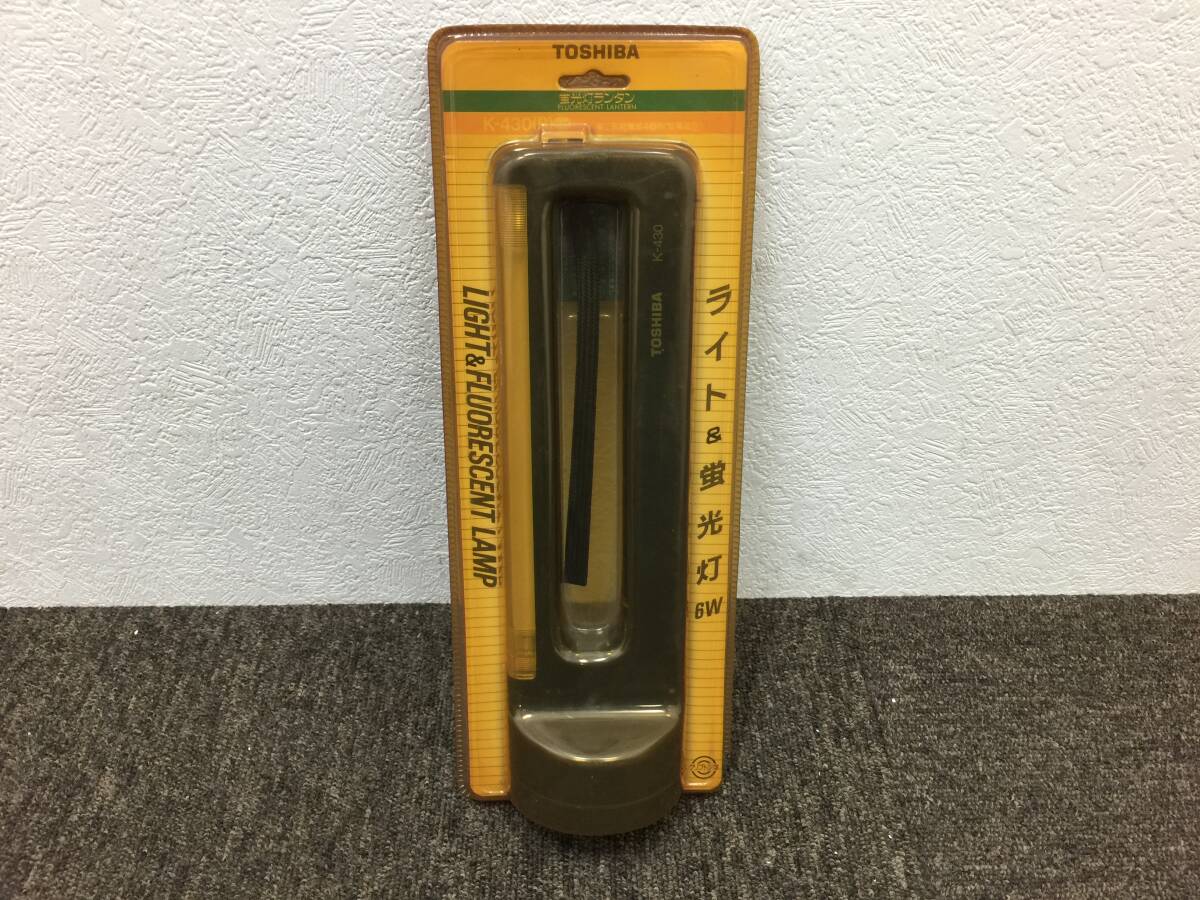 TOSHIBA
蛍光灯ランタン
FLUORESCENT LANTERN
K-430
K-430
TOSHIBA
LIGHT & FLUORESCENT LAMP
ライト&蛍光灯
6W